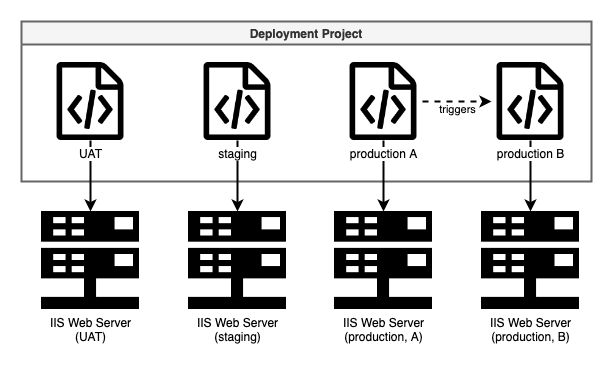 Deployment Project
triggers
UAT
staging
production A
production B
IIS Web Server
(UAT)
IIS Web Server
(staging)
IIS Web Server
(production, A)
IIS Web Server
(production, B)